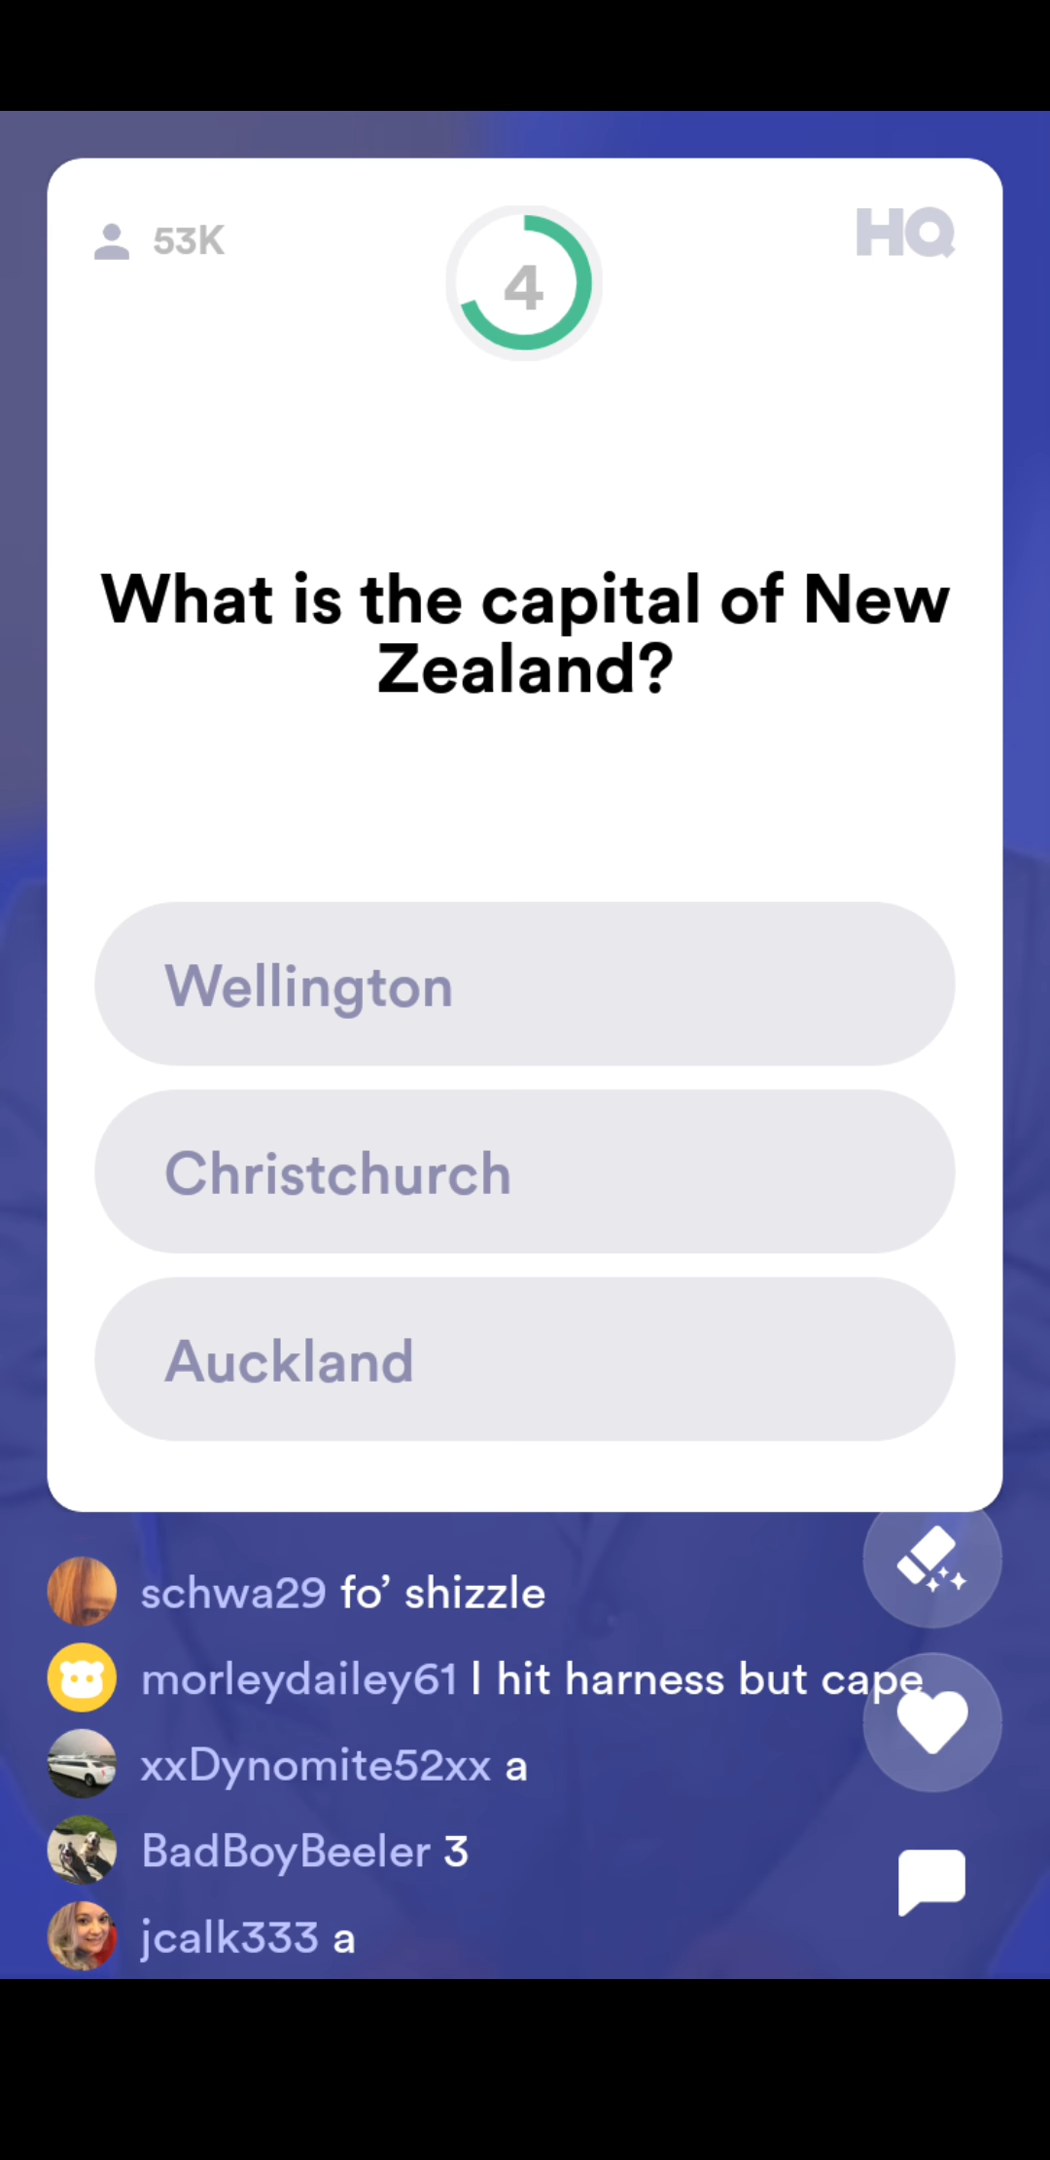 53K
4
HQ
What is the capital of New
Zealand?
Wellington
Christchurch
Auckland
schwa29 fo’ shizzle
morleydailey61 I hit harness but cape
xxDynomite52xx a
BadBoyBeeler 3
jcalk333 a